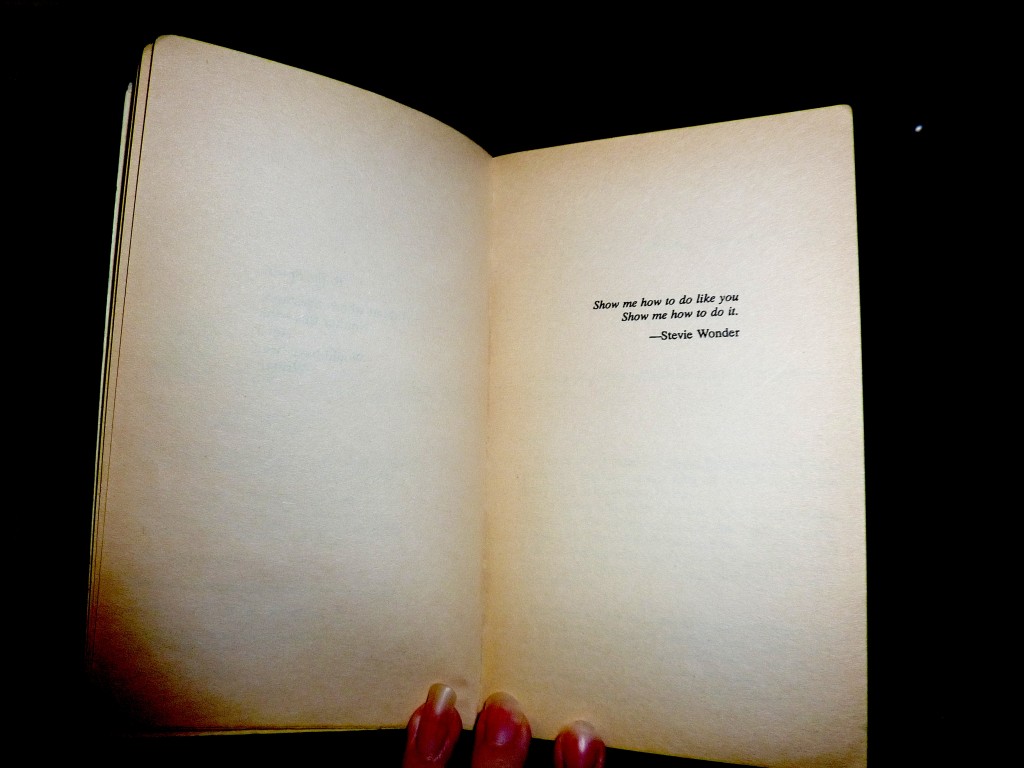 Show me how to do like you
Show me how to do it.
—Stevie Wonder